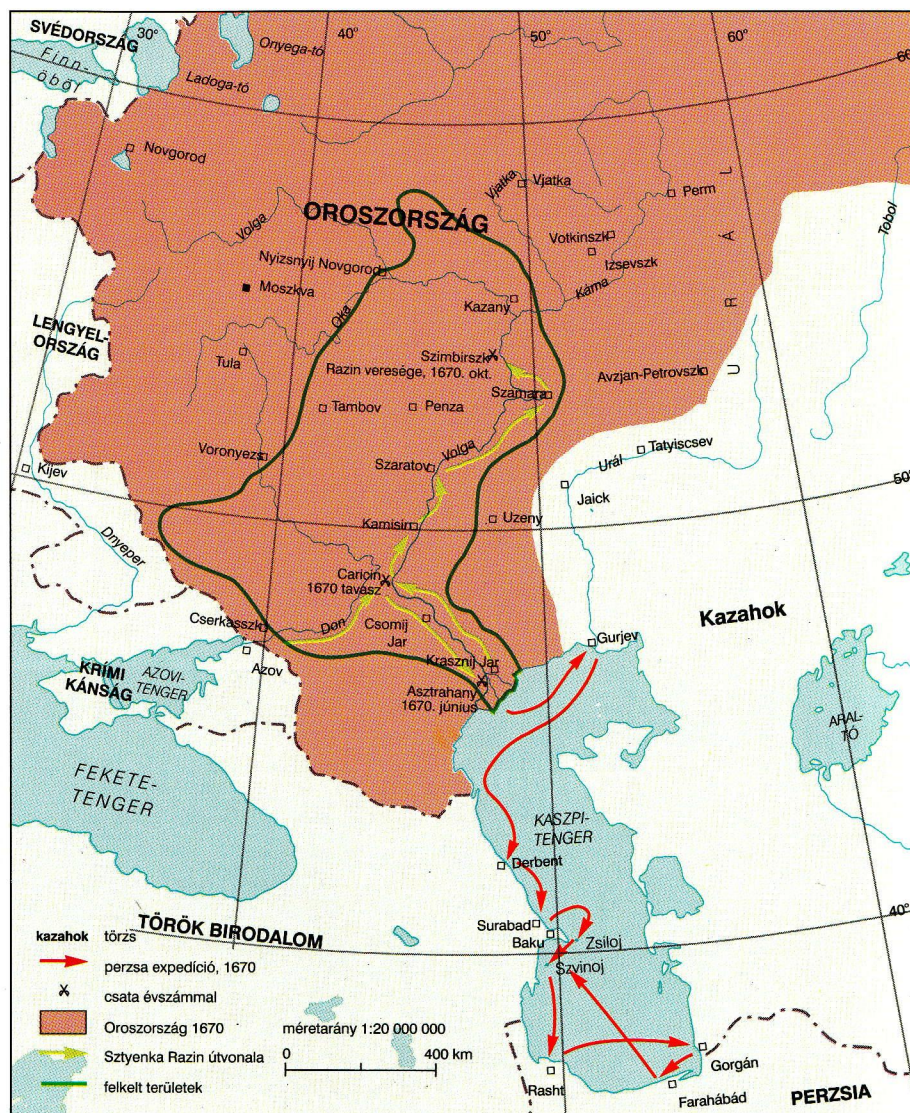 SVÉDORSZÁG
30°
40°
50°
60°
60
Finn-
öböl
Ladoga-tó
Onyega-tó
Novgorod
Vjatka
Vjatka
Perm
URAL
Tobol
OROSZORSZÁG
Volga
Votkinszk
Izsevszk
Nyizsnyij Novgorod
Moszkva
Kazany
Káma
Oka
LENGYEL-
ORSZÁG
Tula
Szimbirszk
Razin veresége, 1670. okt.
Szamara
Avzjan-Petrovszk
Tambov
Penza
Voronyezs
Volga
Szaratov
Urál
Tatyiscsev
Jaick
Kijev
50°
Dnyeper
Kamisin
Uzeny
Caricin
1670 tavasz
Kazahok
Cserkasszk
Don
Csornij
Jar
Gurjev
Azov
Krasznij Jar
KRÍMI
KÁNSÁG
AZOVI-
TENGER
Asztrahany
1670. június
ARAL-
TÓ
FEKETE-
TENGER
KASZPI-
TENGER
Derbent
40°
TÖRÖK BIRODALOM
Surabad
Baku
Zsiloj
Szvinoj
kazahok törzs
perzsa expedíció, 1670
csata évszámmal
Oroszország 1670
méretarány 1:20 000 000
Sztyenka Razin útvonala
0 400 km
felkelt területek
Rasht
Gorgán
Farahábád
PERZSIA